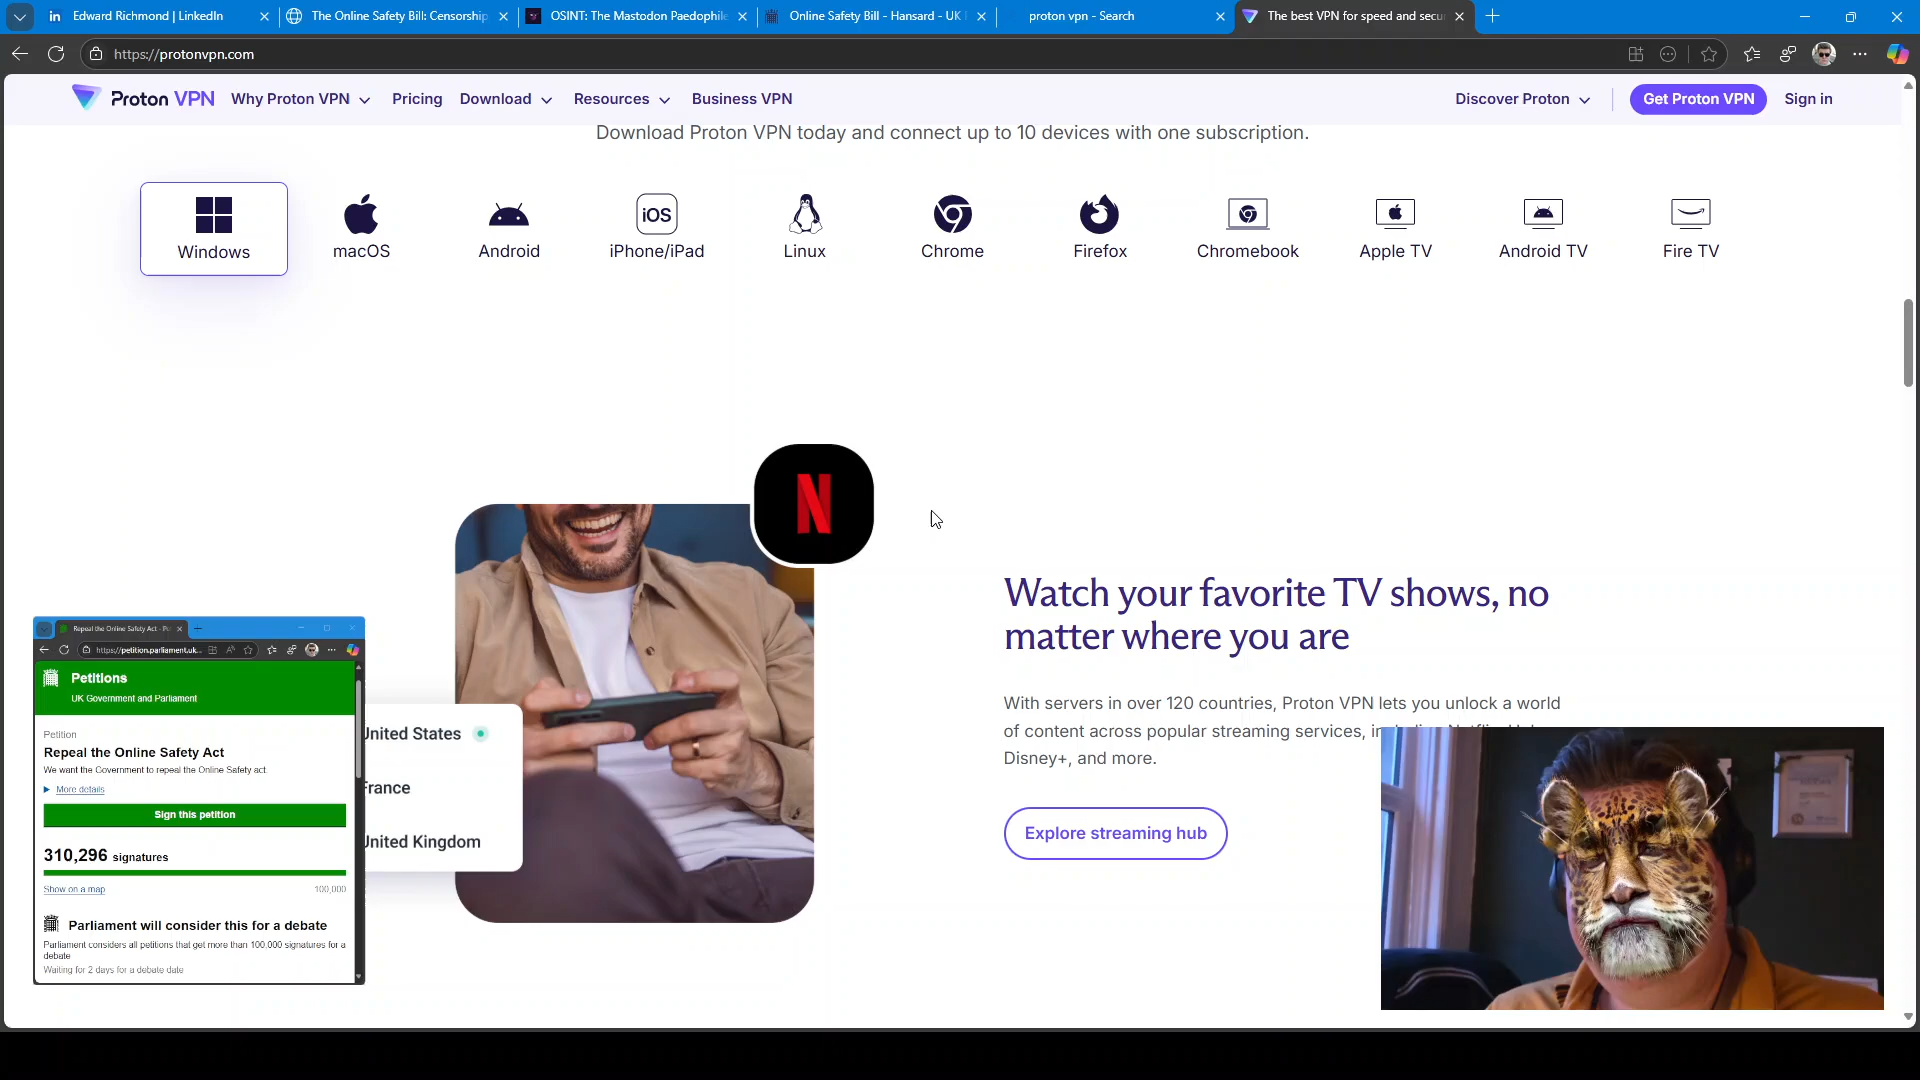 Edward Richmond | LinkedIn
The Online Safety Bill: Censorship
OSINT: The Mastodon Paedophile
Online Safety Bill - Hansard - UK
proton vpn - Search
The best VPN for speed and secu
https://protonvpn.com
Proton VPN
Why Proton VPN
Pricing
Download
Resources
Business VPN
Discover Proton
Get Proton VPN
Sign in
Download Proton VPN today and connect up to 10 devices with one subscription.
Windows
macOS
Android
iOS
iPhone/iPad
Linux
Chrome
Firefox
Chromebook
Apple TV
Android TV
Fire TV
N
Watch your favorite TV shows, no
matter where you are
With servers in over 120 countries, Proton VPN lets you unlock a world
of content across popular streaming services,
Disney+, and more.
Explore streaming hub
United States
France
United Kingdom
Repeal the Online Safety Act - P
https://petition.parliament.uk...
Petitions
UK Government and Parliament
Petition
Repeal the Online Safety Act
We want the Government to repeal the Online Safety act
More details
Sign this petition
310,296 signatures
Show on a map
100,000
Parliament will consider this for a debate
Parliament considers all petitions that get more than 100,000 signatures for a
debate
Waiting for 2 days for a debate date